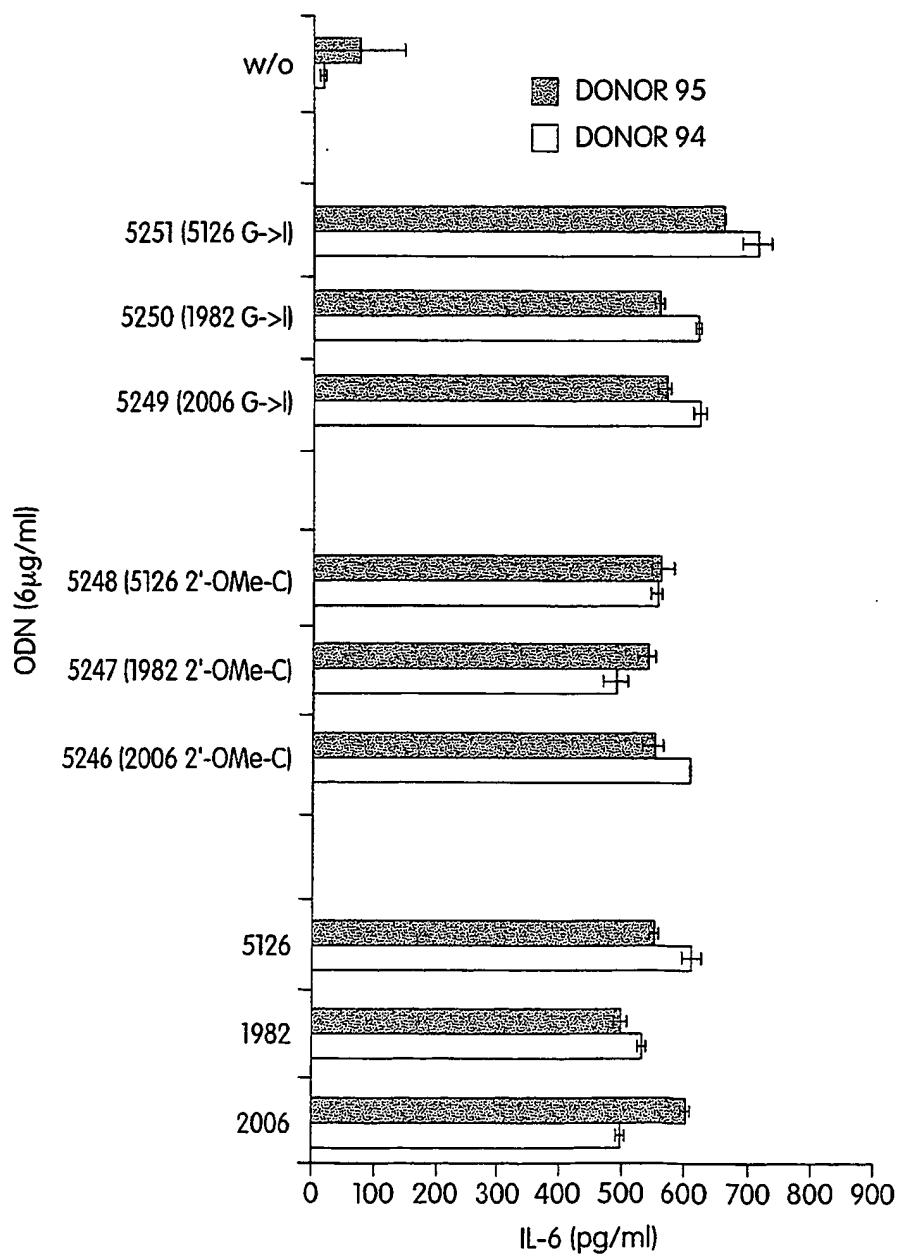 w/o
DONOR 95
DONOR 94
5251 (5126 G->I)
5250 (1982 G->I)
5249 (2006 G->I)
ODN (6µg/ml)
5248 (5126 2'-OMe-C)
5247 (1982 2'-OMe-C)
5246 (2006 2'-OMe-C)
5126
1982
2006
0 100 200 300 400 500 600 700 800 900
IL-6 (pg/ml)